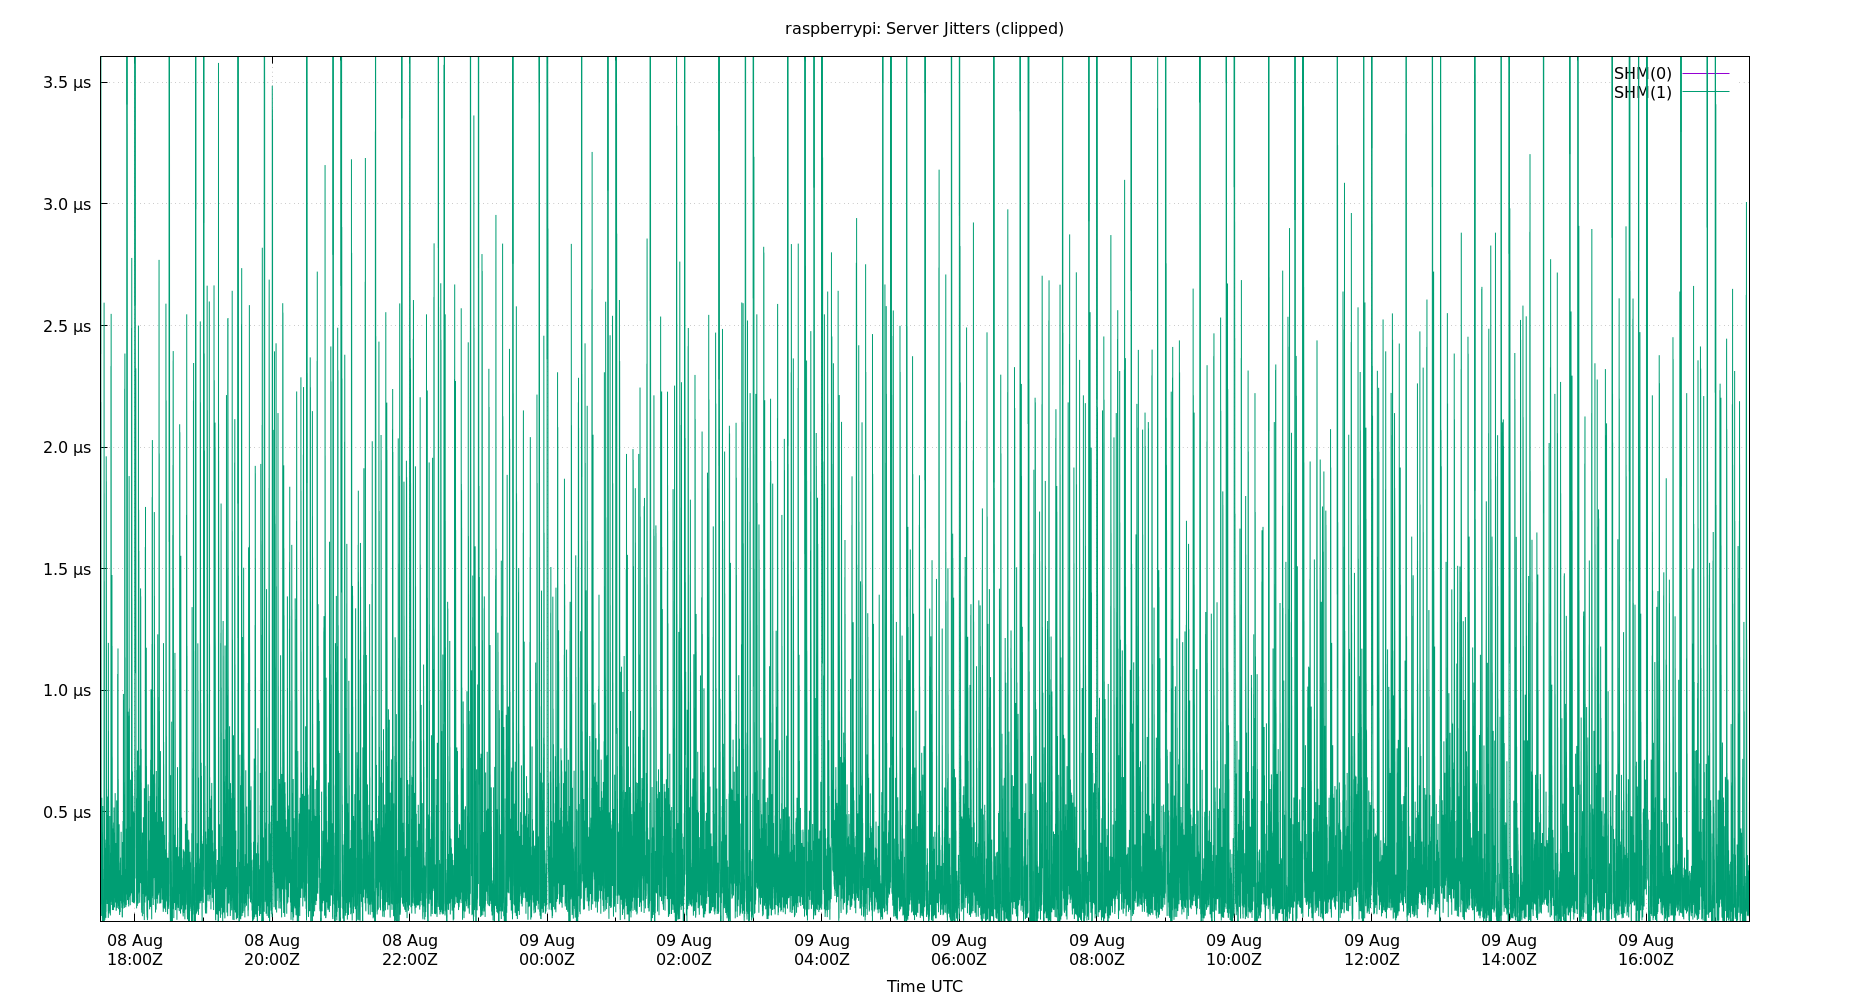 raspberrypi: Server Jitters (clipped)
SHM(0)
SHM(1)
3.5 µs
3.0 µs
2.5 µs
2.0 µs
1.5 µs
1.0 µs
0.5 µs
08 Aug 08 Aug 08 Aug 09 Aug 09 Aug 09 Aug 09 Aug 09 Aug 09 Aug 09 Aug 09 Aug 09 Aug
18:00Z 20:00Z 22:00Z 00:00Z 02:00Z 04:00Z 06:00Z 08:00Z 10:00Z 12:00Z 14:00Z 16:00Z
Time UTC